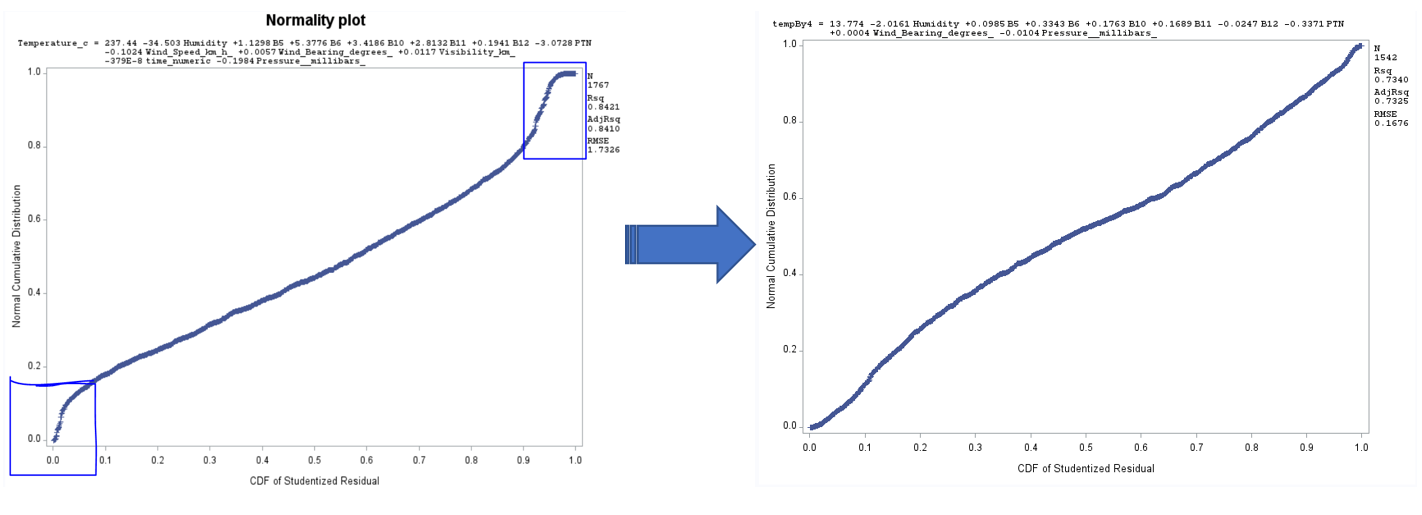 Normality plot
Temperature_c = 237.44 -34.503 Humidity +1.1298 B5 +5.3776 B6 +3.4186 B10 +2.8132 B11 +0.1941 B12 -3.0728 PTN
-0.1024 Wind_Speed_km_h_ +0.0057 Wind_Bearing_degrees_ +0.0117 Visibility_km_
-379E-8 time_numeric -0.1984 Pressure__millibars_
N
1767
Rsq
0.8421
AdjRsq
0.8410
RMSE
1.7326
Normal Cumulative Distribution
1.0
0.8
0.6
0.4
0.2
0.0
0.0 0.1 0.2 0.3 0.4 0.5 0.6 0.7 0.8 0.9 1.0
CDF of Studentized Residual
tempBy4 = 13.774 -2.0161 Humidity +0.0985 B5 +0.3343 B6 +0.1763 B10 +0.1689 B11 -0.0247 B12 -0.3371 PTN
+0.0004 Wind_Bearing_degrees_ -0.0104 Pressure__millibars_
N
1542
Rsq
0.7340
AdjRsq
0.7325
RMSE
0.1676
Normal Cumulative Distribution
1.0
0.8
0.6
0.4
0.2
0.0
0.0 0.1 0.2 0.3 0.4 0.5 0.6 0.7 0.8 0.9 1.0
CDF of Studentized Residual